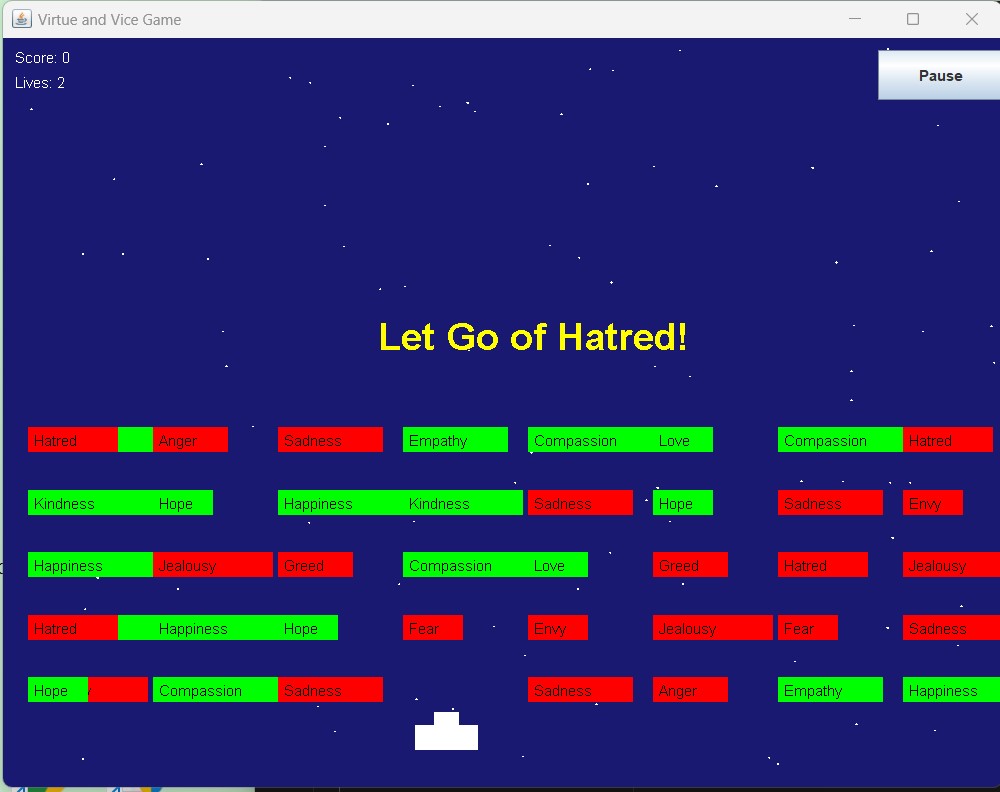 Virtue and Vice Game
Score: 0
Lives: 2
Pause
Let Go of Hatred!
Hatred Anger Sadness Empathy Compassion Love Compassion Hatred
Kindness Hope Happiness Kindness Sadness Hope Sadness Envy
Happiness Jealousy Greed Compassion Love Greed Hatred Jealousy
Hatred Happiness Hope Fear Envy Jealousy Fear Sadness
Hope Compassion Sadness Sadness Anger Empathy Happiness